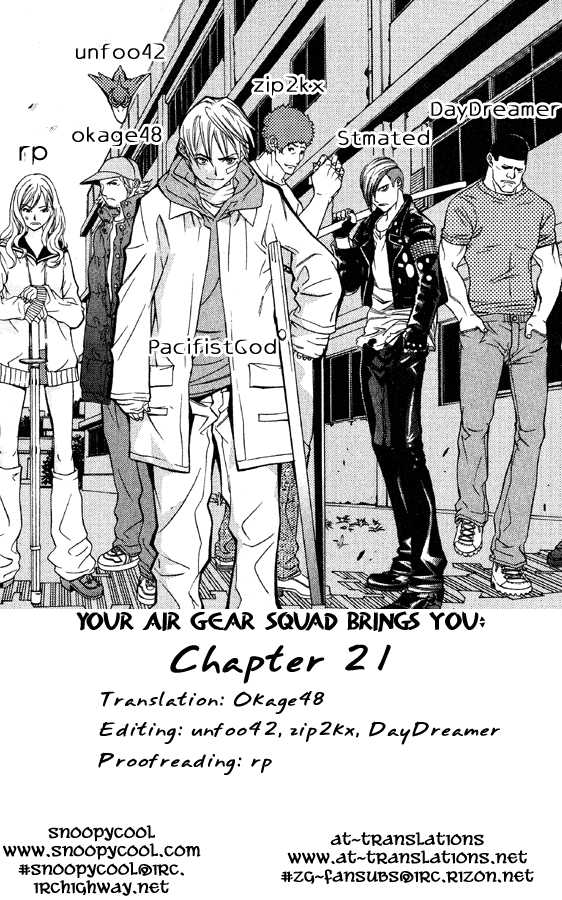 unfoo42
zip2kx
DayDreamer
okage48
Stmated
rp
PacifistGod
YOUR AIR GEAR SQUAD BRINGS YOU:
Chapter 21
Translation: Okage48
Editing: unfoo42, zip2kx, DayDreamer
Proofreading: rp
SNOOPYCOOL
www.snoopycool.com
#snoopycool@irc.
irchighway.net
at-translations
www.at-translations.net
#zg-fansubs@irc.rizon.net